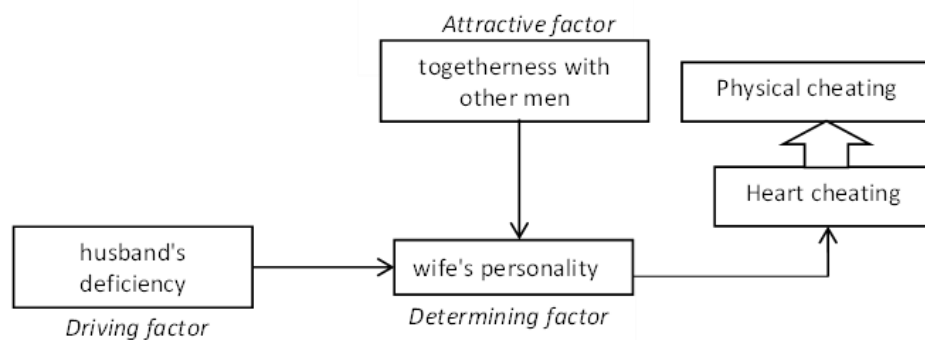 Attractive factor
togetherness with
other men
Physical cheating
Heart cheating
husband's
deficiency
Driving factor
wife's personality
Determining factor